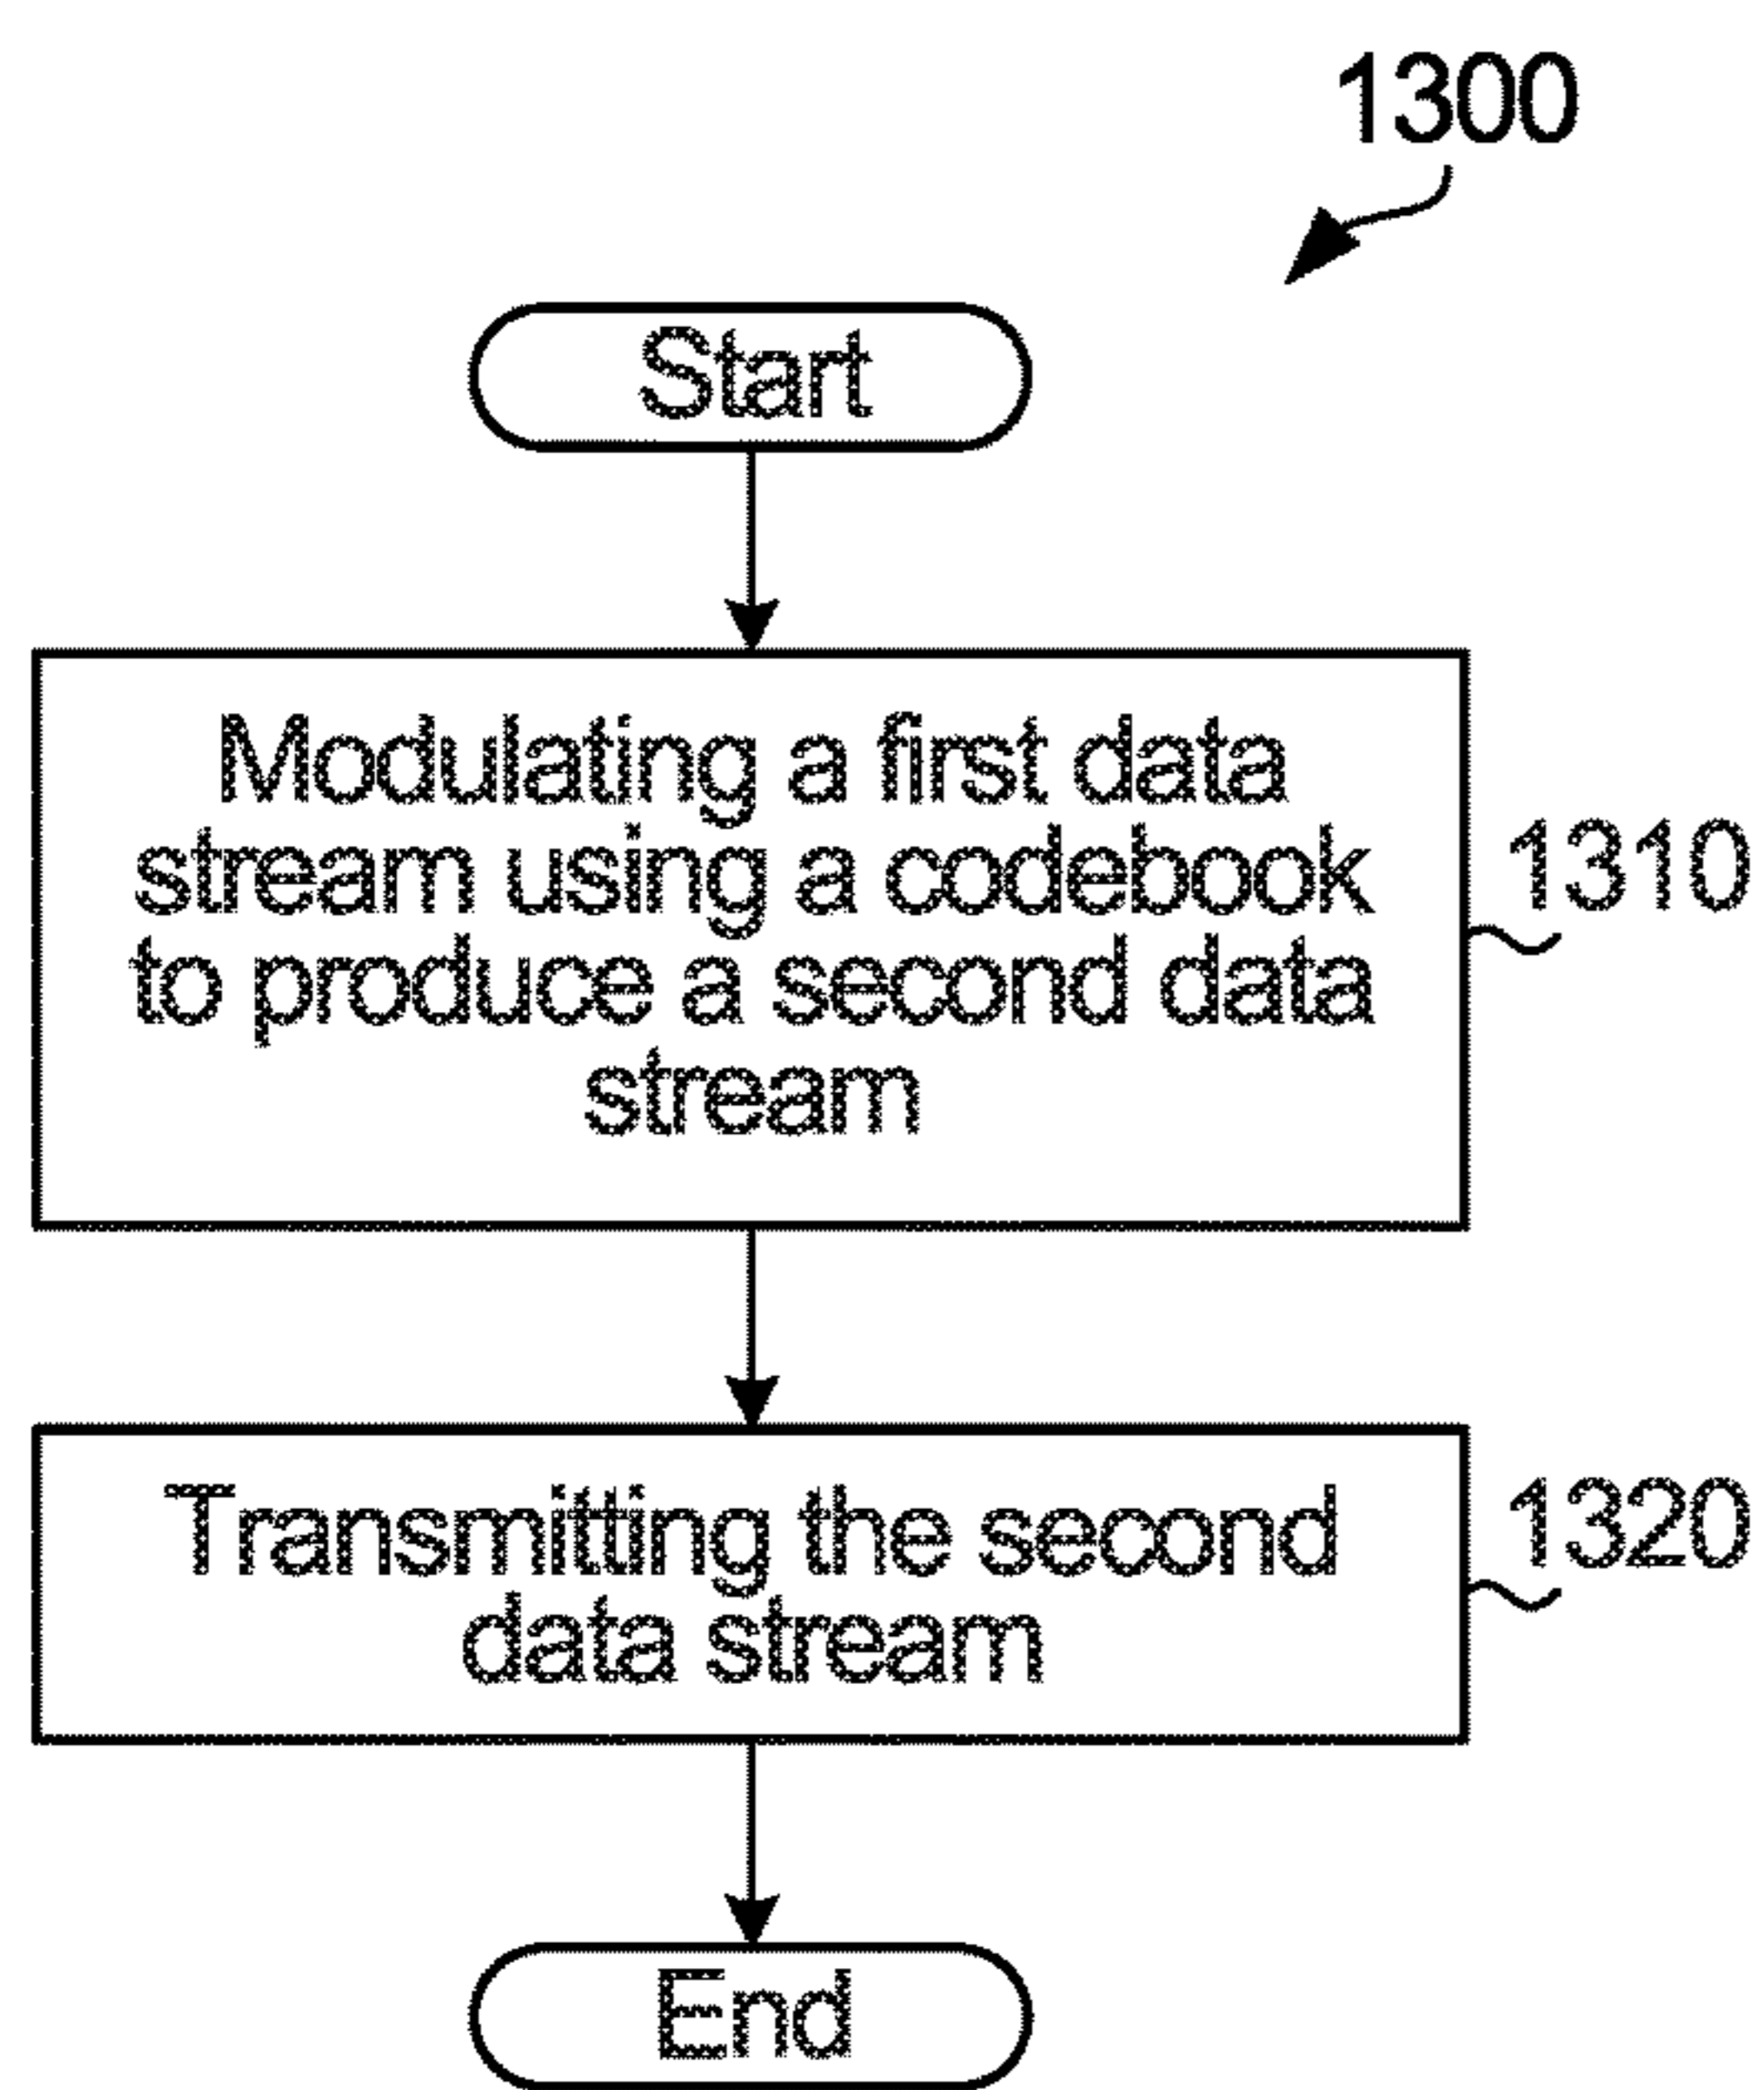 1300
Start
Modulating a first data
stream using a codebook
to produce a second data
stream
1310
Transmitting the second
data stream
1320
End